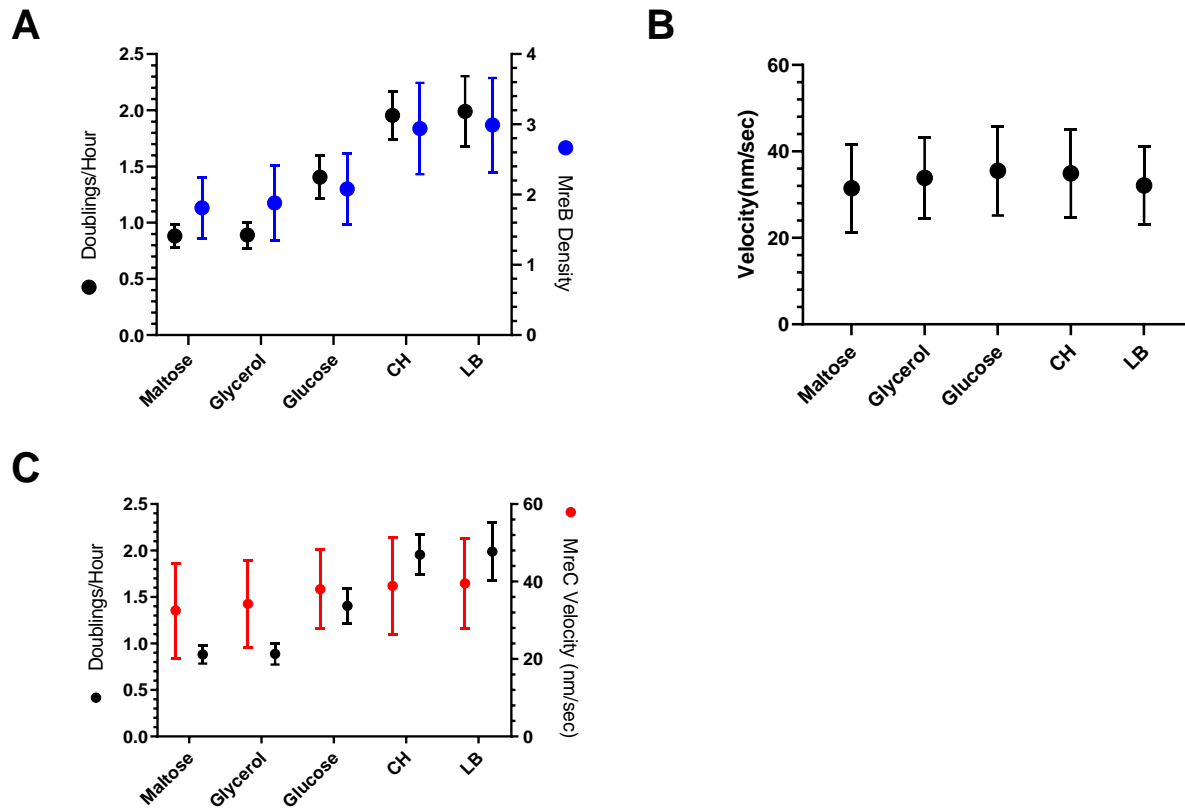 A
Doublings/Hour
2.5
2.0
1.5
1.0
0.5
0.0
4
3
2
1
0
MreB Density
Maltose
Glycerol
Glucose
CH
LB
B
Velocity(nm/sec)
60
40
20
0
Maltose
Glycerol
Glucose
CH
LB
C
Doublings/Hour
2.5
2.0
1.5
1.0
0.5
0.0
60
40
20
0
MreC Velocity (nm/sec)
Maltose
Glycerol
Glucose
CH
LB